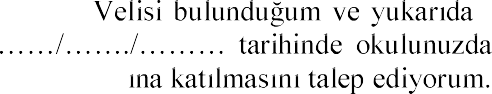 Velisi bulunduğum ve yukarıda
……/……./……… tarihinde okulunuzda
ına katılmasını talep ediyorum.